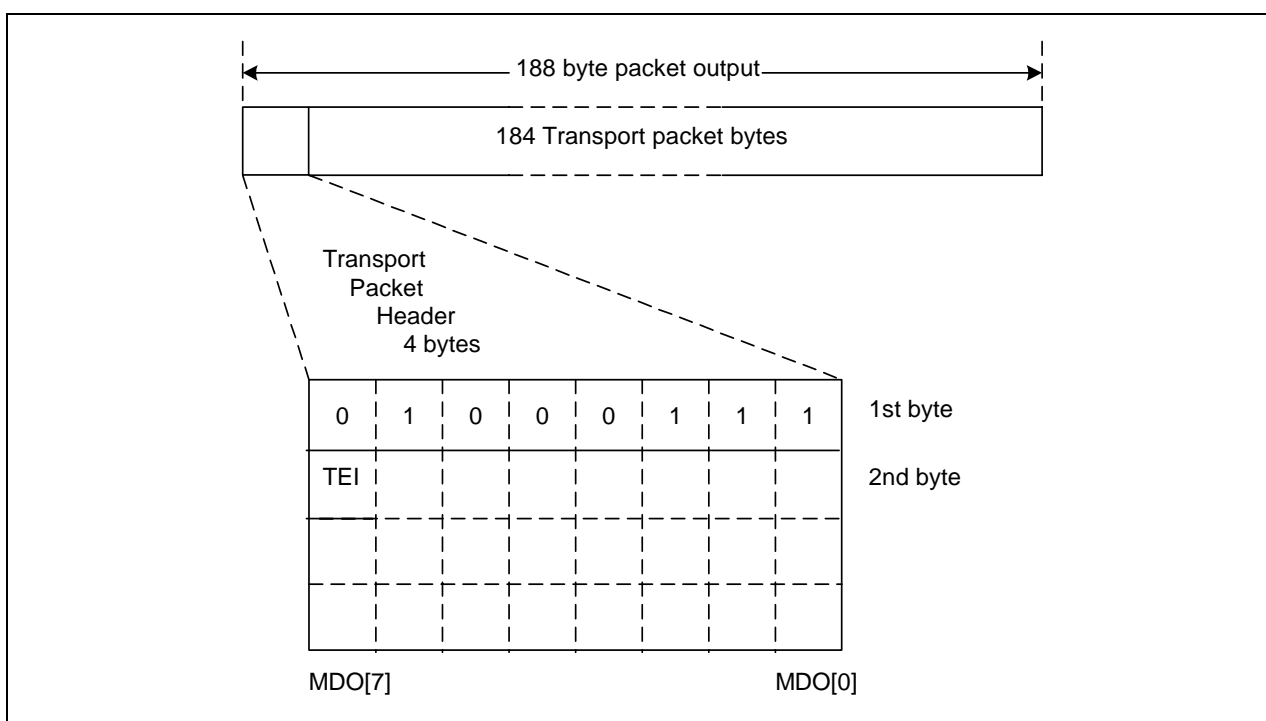 188 byte packet output
184 Transport packet bytes
Transport
Packet
Header
4 bytes
0 1 0 0 0 1 1 1 1st byte
TEI 2nd byte
MDO[7] MDO[0]